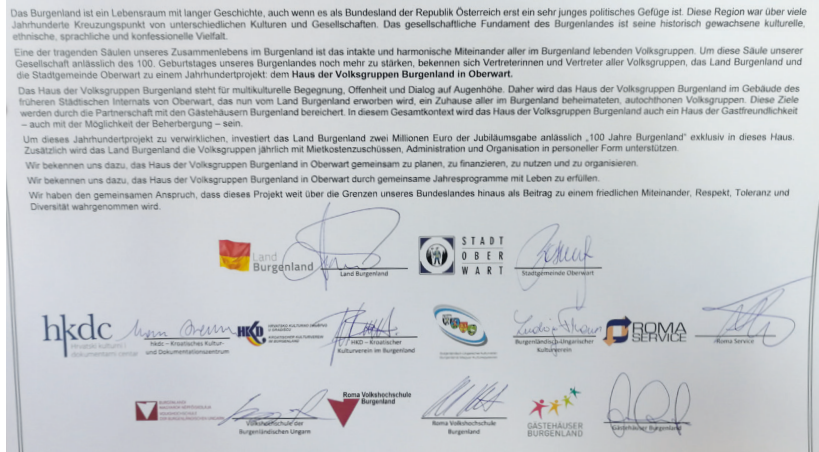 Das Burgenland ist ein Lebensraum mit langer Geschichte, auch wenn es als Bundesland der Republik Österreich erst ein sehr junges politisches Gefüge ist. Diese Region war über viele
Jahrhunderte Kreuzungspunkt von unterschiedlichen Kulturen und Gesellschaften. Das gesellschaftliche Fundament des Burgenlandes ist seine historisch gewachsene kulturelle,
ethnische, sprachliche und konfessionelle Vielfalt.
Eine der tragenden Säulen unseres Zusammenlebens im Burgenland ist das intakte und harmonische Miteinander aller im Burgenland lebenden Volksgruppen. Um diese Säule unserer
Gesellschaft anlässlich des 100. Geburtstages unseres Burgenlandes noch mehr zu stärken, bekennen sich Vertreterinnen und Vertreter aller Volksgruppen, das Land Burgenland und
die Stadtgemeinde Oberwart zu einem Jahrhundertprojekt: dem Haus der Volksgruppen Burgenland in Oberwart.
Das Haus der Volksgruppen Burgenland steht für multikulturelle Begegnung, Offenheit und Dialog auf Augenhöhe. Daher wird das Haus der Volksgruppen Burgenland im Gebäude des
früheren Städtischen Internats von Oberwart, das nun vom Land Burgenland erworben wird, ein Zuhause aller im Burgenland beheimateten, autochthonen Volksgruppen. Diese Ziele
werden durch die Partnerschaft mit den Gästehäusern Burgenland bereichert. In diesem Gesamtkontext wird das Haus der Volksgruppen Burgenland auch ein Haus der Gastfreundlichkeit
– auch mit der Möglichkeit der Beherbergung – sein.
Um dieses Jahrhundertprojekt zu verwirklichen, investiert das Land Burgenland zwei Millionen Euro der Jubiläumsgabe anlässlich „100 Jahre Burgenland" exklusiv in dieses Haus.
Zusätzlich wird das Land Burgenland die Volksgruppen jährlich mit Mietkostenzuschüssen, Administration und Organisation in personeller Form unterstützen.
Wir bekennen uns dazu, das Haus der Volksgruppen Burgenland in Oberwart gemeinsam zu planen, zu finanzieren, zu nutzen und zu organisieren.
Wir bekennen uns dazu, das Haus der Volksgruppen Burgenland in Oberwart durch gemeinsame Jahresprogramme mit Leben zu erfüllen.
Wir haben den gemeinsamen Anspruch, dass dieses Projekt weit über die Grenzen unseres Bundeslandes hinaus als Beitrag zu einem friedlichen Miteinander, Respekt, Toleranz und
Diversität wahrgenommen wird.
Land
Burgenland
Land Burgenland
STADT
OBER
WART
Stadtgemeinde Oberwart
hkdc
hrvatski kulturni i
dokumentarni centar
hkdc – Kroatisches Kultur-
und Dokumentationszentrum
HKD
HKD – Kroatischer
Kulturverein im Burgenland
Burgenländisch-Ungarischer
Kulturverein
ROMA
SERVICE
Roma Service
Volkshochschule der
Burgenländischen Ungarn
Roma Volkshochschule
Burgenland
Roma Volkshochschule
Burgenland
GÄSTEHÄUSER
BURGENLAND
Gästehäuser Burgenland